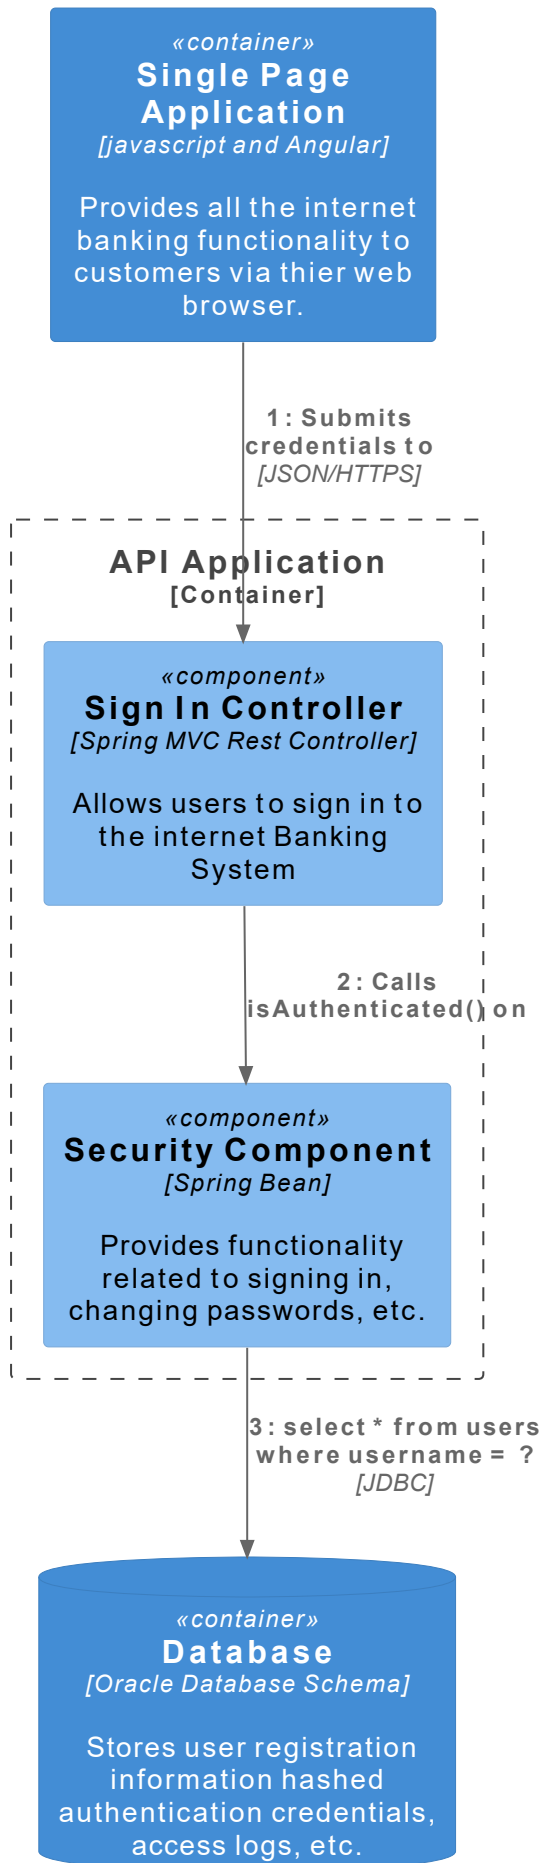 «container»
Single Page
Application
[javascript and Angular]
Provides all the internet
banking functionality to
customers via thier web
browser.
1: Submits
credentials to
[JSON/HTTPS]
API Application
[Container]
«component»
Sign In Controller
[Spring MVC Rest Controller]
Allows users to sign in to
the internet Banking
System
2: Calls
isAuthenticated() on
«component»
Security Component
[Spring Bean]
Provides functionality
related to signing in,
changing passwords, etc.
3: select * from users
where username = ?
[JDBC]
«container»
Database
[Oracle Database Schema]
Stores user registration
information hashed
authentication credentials,
access logs, etc.